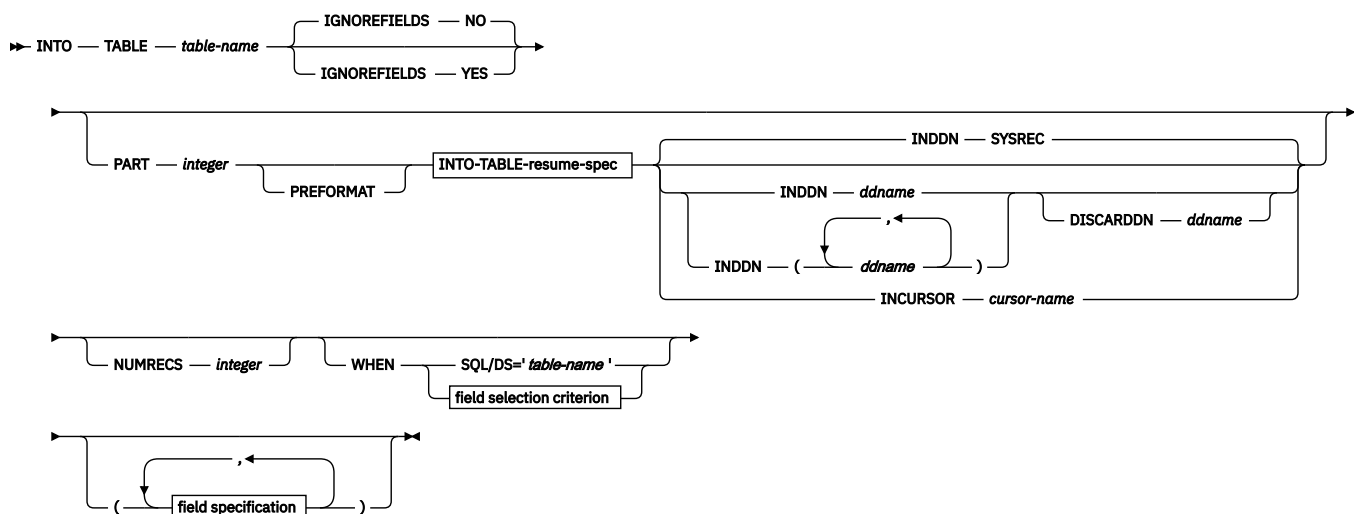 IGNOREFIELDS NO
INTO TABLE table-name
IGNOREFIELDS YES
INDDN SYSREC
PART integer INTO-TABLE-resume-spec
PREFORMAT
INDDN ddname
DISCARDDN ddname
,
INDDN ( ddname )
INCURSOR cursor-name
NUMRECS integer WHEN SQL/DS=' table-name '
field selection criterion
,
( field specification )